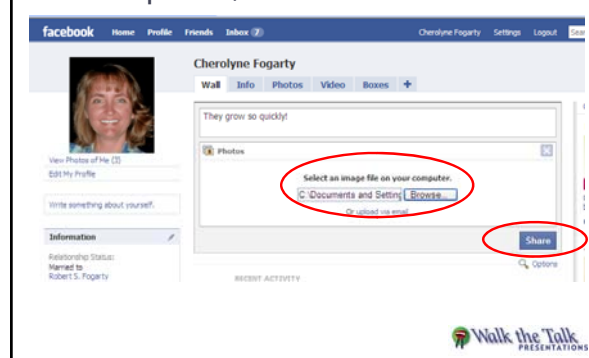 facebook Home Profile Friends Inbox (7) Cherolyne Fogarty Settings Logout
Cherolyne Fogarty
Wall Info Photos Video Boxes +
They grow so quickly!
Photos
Select an image file on your computer.
C:\Documents and Setting Browse...
Or upload via email
Share
View Photos of Me (2)
Edit My Profile
Write something about yourself.
Information
Relationship Status:
Married to
Robert S. Fogarty
Options
RECENT ACTIVITY
Walk the Talk
PRESENTATIONS